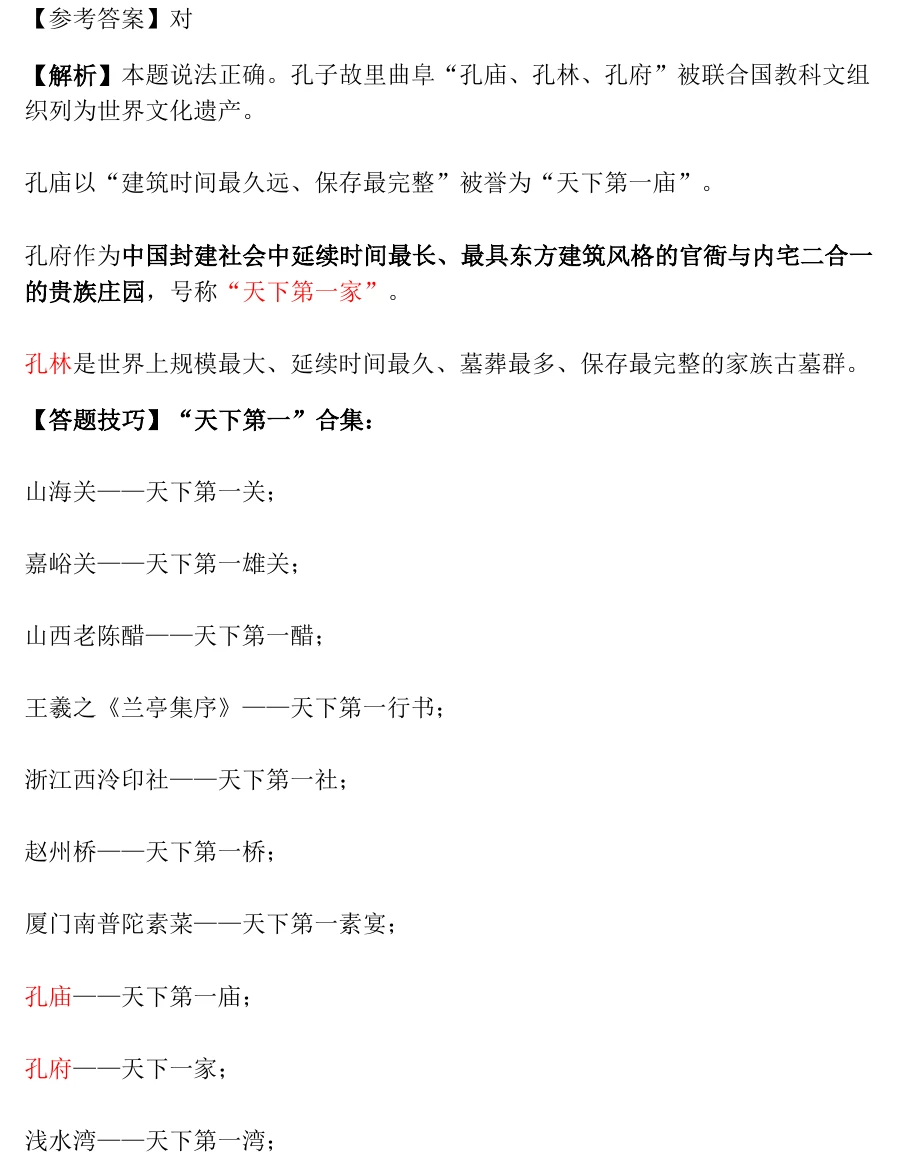 【参考答案】对
【解析】本题说法正确。孔子故里曲阜“孔庙、孔林、孔府”被联合国教科文组
织列为世界文化遗产。
孔庙以“建筑时间最久远、保存最完整”被誉为“天下第一庙”。
孔府作为中国封建社会中延续时间最长、最具东方建筑风格的官衙与内宅二合一
的贵族庄园，号称“天下第一家”。
孔林是世界上规模最大、延续时间最久、墓葬最多、保存最完整的家族古墓群。
【答题技巧】“天下第一”合集：
山海关——天下第一关；
嘉峪关——天下第一雄关；
山西老陈醋——天下第一醋；
王羲之《兰亭集序》——天下第一行书；
浙江西泠印社——天下第一社；
赵州桥——天下第一桥；
厦门南普陀素菜——天下第一素宴；
孔庙——天下第一庙；
孔府——天下一家；
浅水湾——天下第一湾；